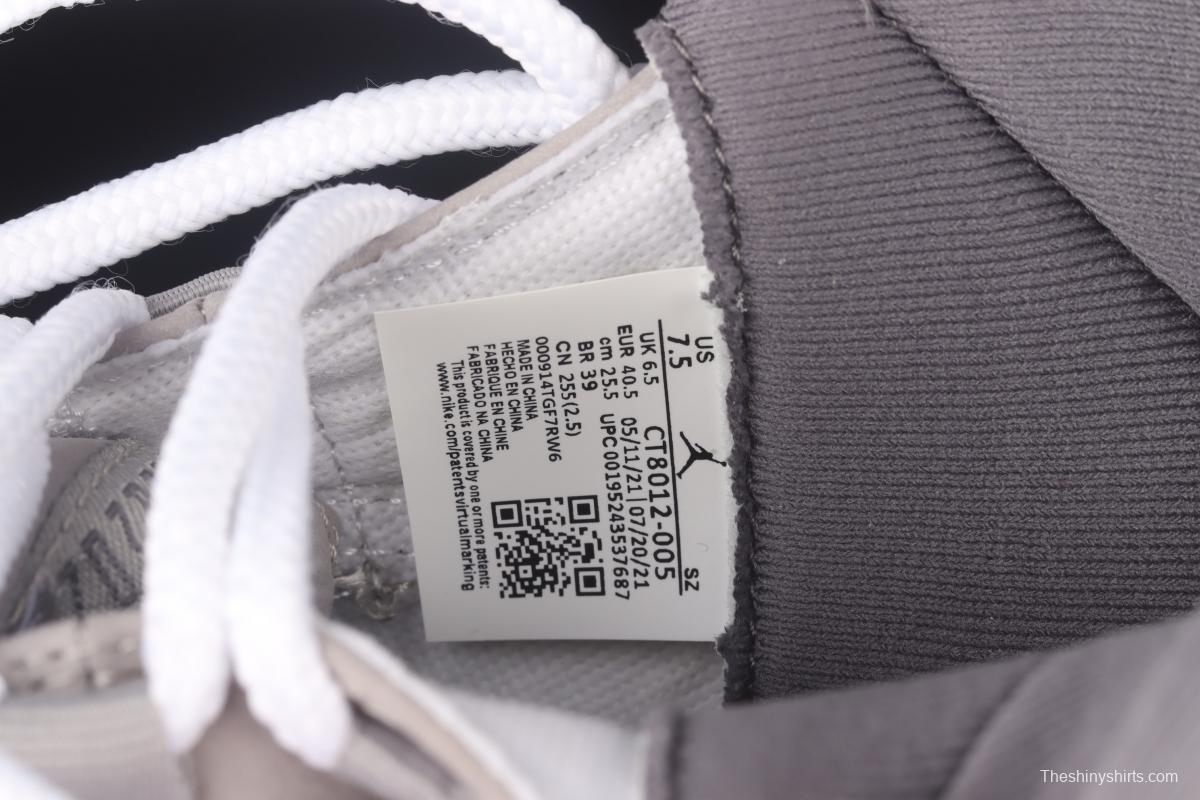 US
7.5 SZ
UK 6.5 CT8012-005
EUR 40.5 05/11/21|07/20/21
cm 25.5 UPC00195243537687
BR 39
CN 255(2.5)
000914TGF7RW6
MADE IN CHINA
HECHO EN CHINA
FABRIQUE EN CHINE
FABRICADO NA CHINA
This product is covered by one or more patents:
www.nike.com/patentsvirtualmarking
Theshinyshirts.com